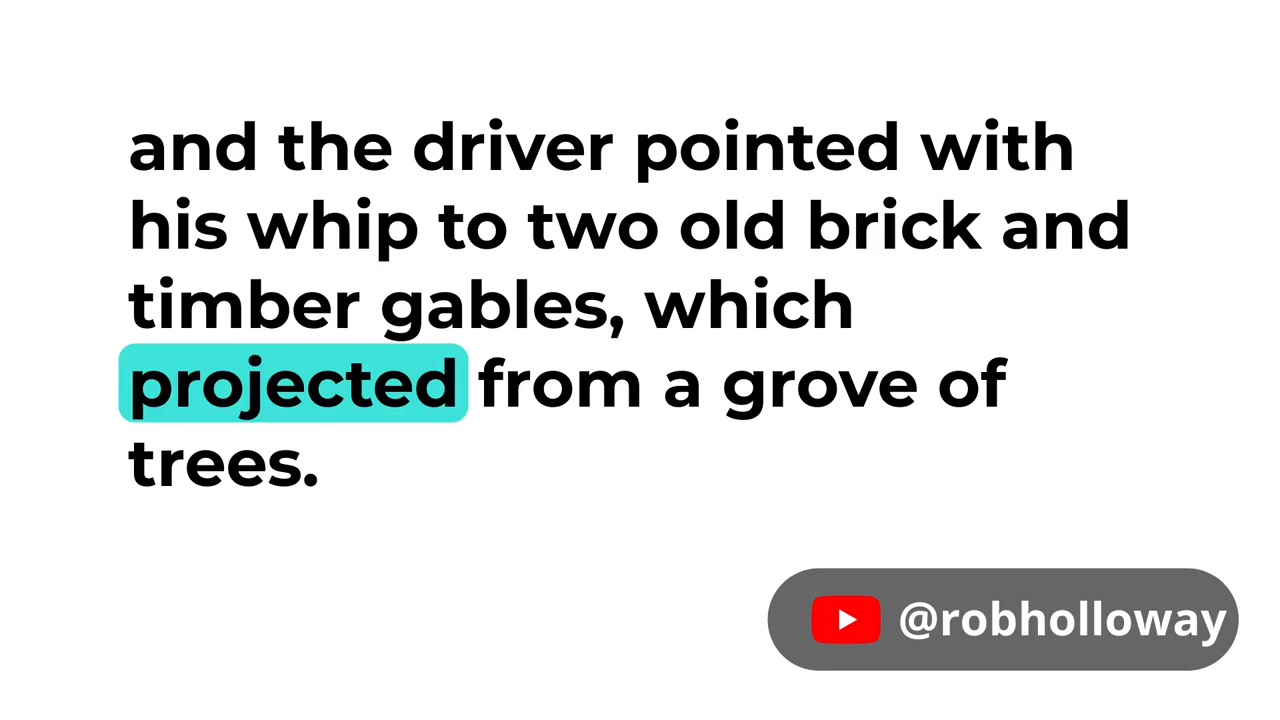 and the driver pointed with
his whip to two old brick and
timber gables, which
projected from a grove of
trees.
@robholloway